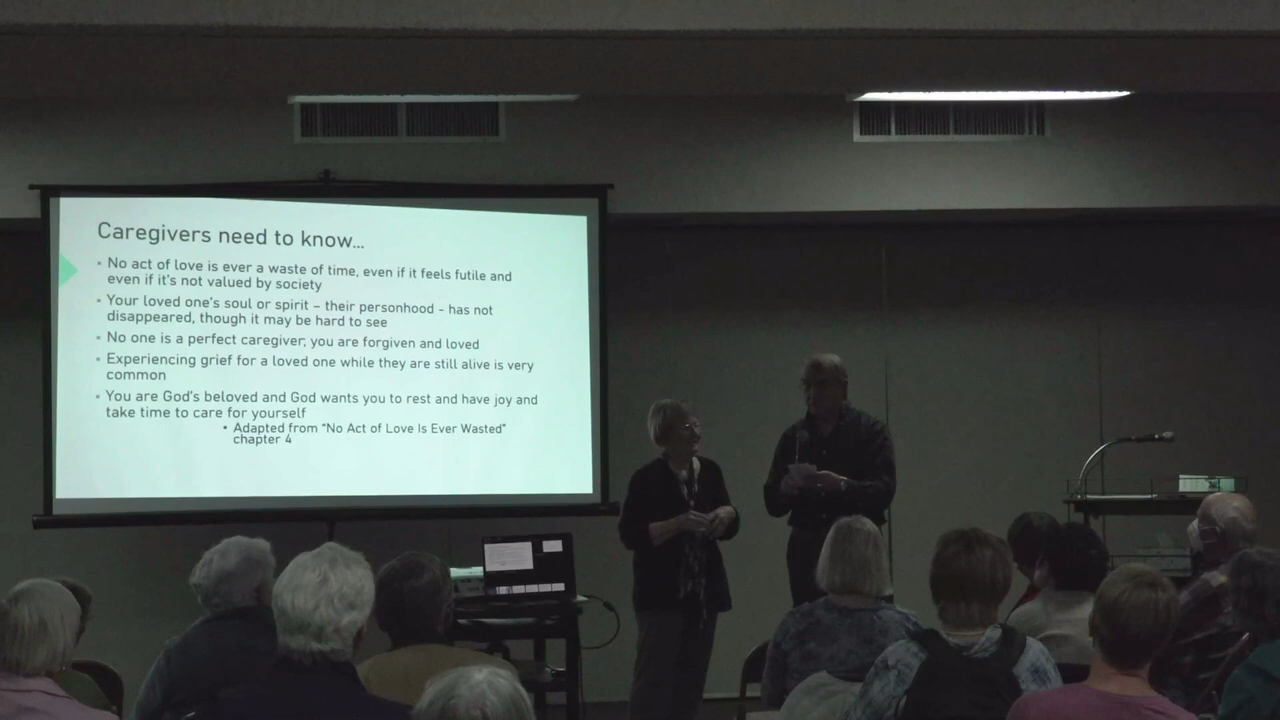 Caregivers need to know...
• No act of love is ever a waste of time, even if it feels futile and
even if it's not valued by society
• Your loved one's soul or spirit – their personhood - has not
disappeared, though it may be hard to see
• No one is a perfect caregiver; you are forgiven and loved
• Experiencing grief for a loved one while they are still alive is very
common
• You are God's beloved and God wants you to rest and have joy and
take time to care for yourself
• Adapted from "No Act of Love Is Ever Wasted"
chapter 4